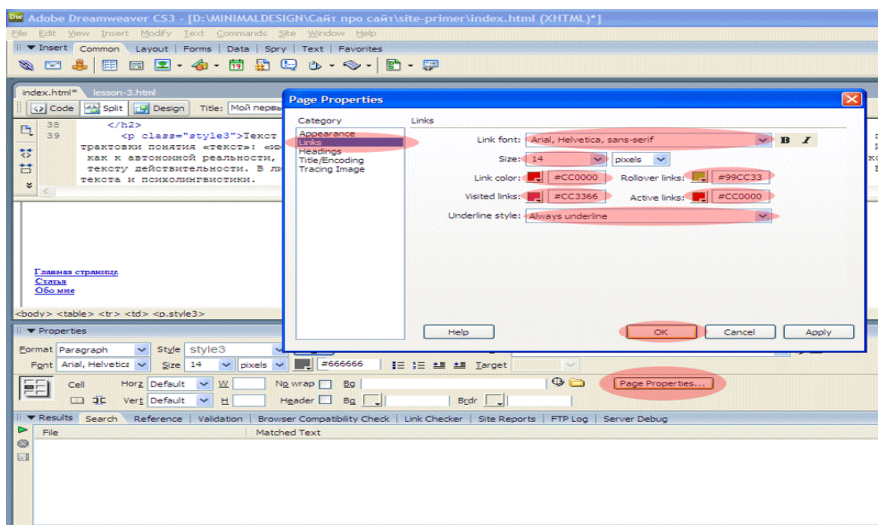 Adobe Dreamweaver CS3 - [D:\MINIMALDESIGN\Сайт про сайт\site-primer\index.html (XHTML)*]
File Edit View Insert Modify Text Commands Site Window Help
Insert Common Layout Forms Data Spry Text Favorites
index.html* lesson-3.html
Code Split Design Title: Мой первы
38 </h2>
39 <p class="style3">Текст
трактовки понятия «текст»:
как к автономной реальности,
тексту действительности. В ли
текста и психолингвистики.
Главная страница
Статьи
Обо мне
<body> <table> <tr> <td> <p.style3>
Page Properties
Category
Appearance
Links
Headings
Title/Encoding
Tracing Image
Links
Link font: Arial, Helvetica, sans-serif B I
Size: 14 pixels
Link color: #CC0000 Rollover links: #99CC33
Visited links: #CC3366 Active links: #CC0000
Underline style: Always underline
Help OK Cancel Apply
Properties
Format Paragraph Style style3
Font Arial, Helvetica Size 14 pixels #666666 Target
Cell Horz Default W No wrap Bg Page Properties...
Vert Default H Header Bg Brdr
Results Search Reference Validation Browser Compatibility Check Link Checker Site Reports FTP Log Server Debug
File Matched Text